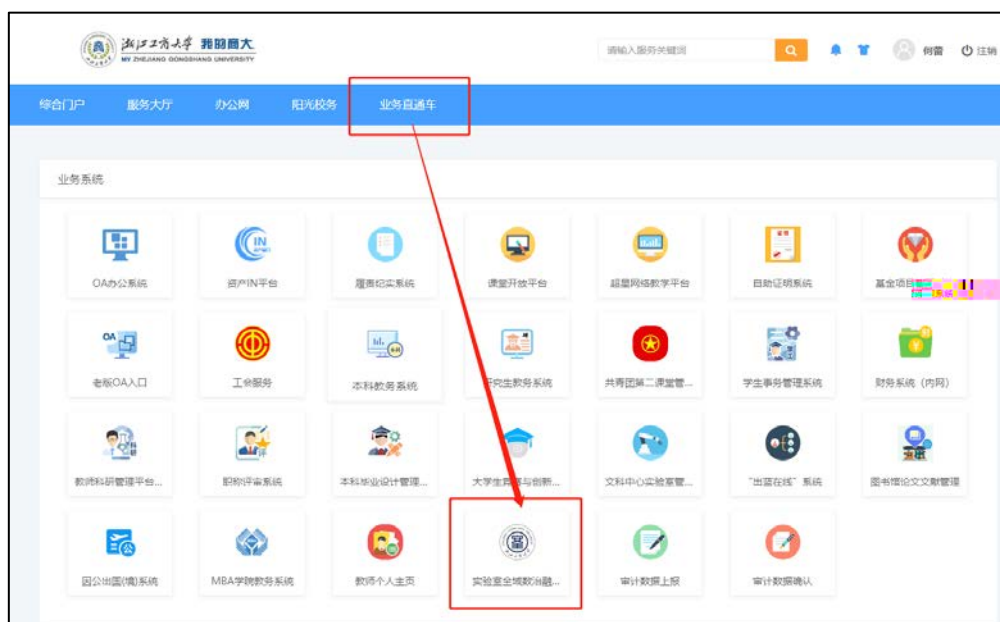 浙江工商大学 我的商大
MY ZHEJIANG GONGSHANG UNIVERSITY
请输入服务关键词
何蕾 注销
综合门户 服务大厅 办公网 阳光校务 业务直通车
业务系统
OA办公系统 资产IN平台 履责纪实系统 课堂开放平台 超星网络教学平台 自助证明系统 基金项目
老版OA入口 工会服务 本科教务系统 研究生教务系统 共青团第二课堂管... 学生事务管理系统 财务系统（内网）
教师科研管理平台... 职称评审系统 本科毕业设计管理... 大学生竞赛与创新... 文科中心实验室管... “出蓝在线”系统 图书馆论文文献管理
因公出国(境)系统 MBA学院教务系统 教师个人主页 实验室全域数治融... 审计数据上报 审计数据确认